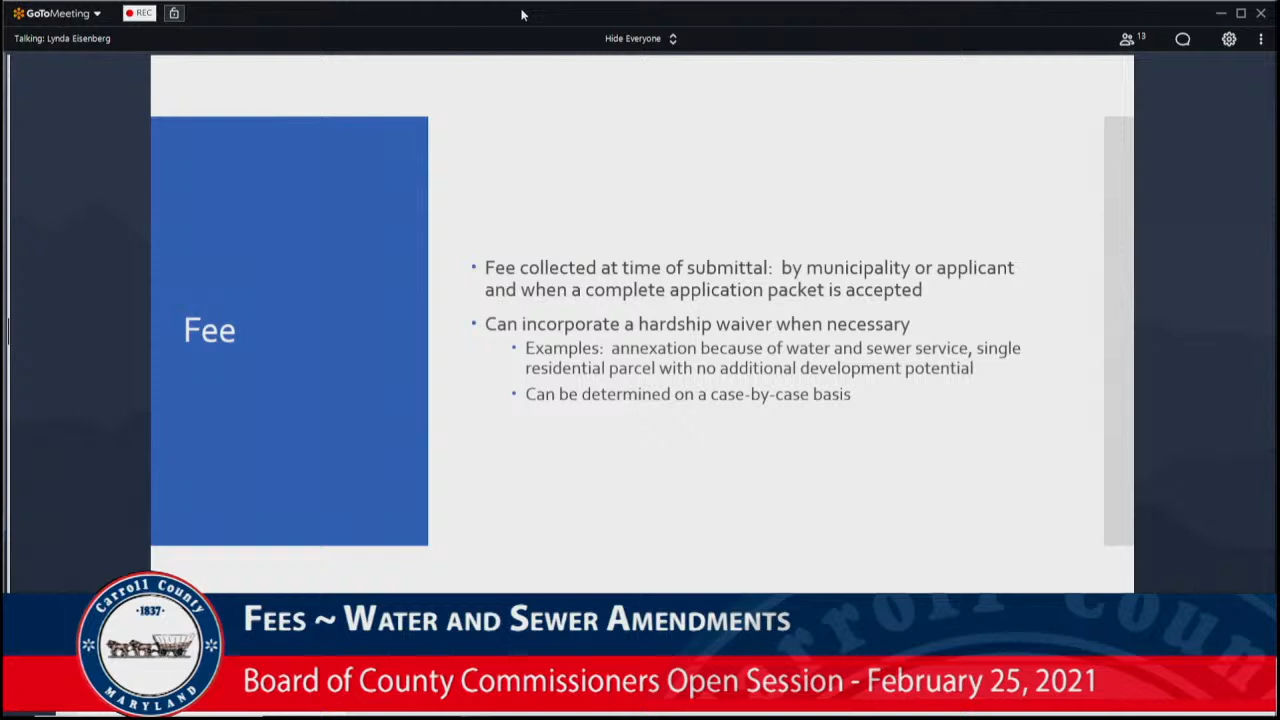 GoToMeeting
REC
Talking: Lynda Eisenberg
Hide Everyone
13
Fee
• Fee collected at time of submittal: by municipality or applicant
and when a complete application packet is accepted
• Can incorporate a hardship waiver when necessary
• Examples: annexation because of water and sewer service, single
residential parcel with no additional development potential
• Can be determined on a case-by-case basis
Carroll County
·1837·
MARYLAND
FEES ~ WATER AND SEWER AMENDMENTS
Board of County Commissioners Open Session - February 25, 2021
Carroll County